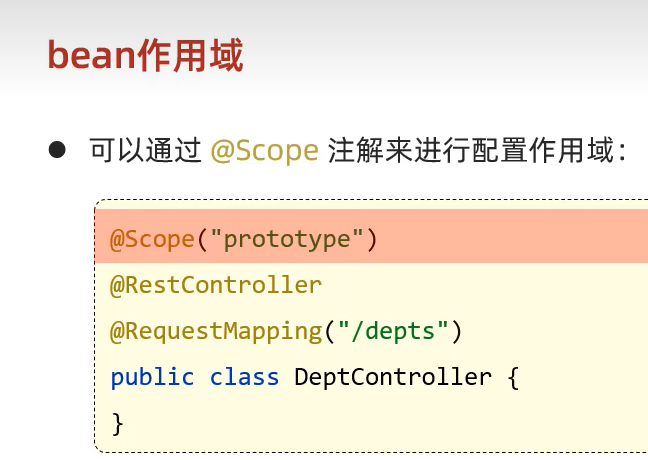 bean作用域
● 可以通过 @Scope 注解来进行配置作用域：
@Scope("prototype")
@RestController
@RequestMapping("/depts")
public class DeptController {
}